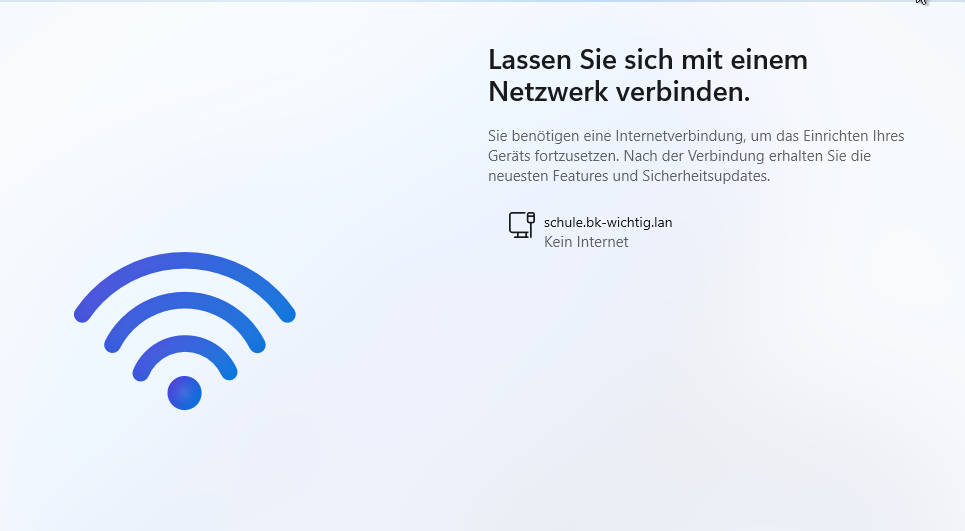 Lassen Sie sich mit einem
Netzwerk verbinden.
Sie benötigen eine Internetverbindung, um das Einrichten Ihres
Geräts fortzusetzen. Nach der Verbindung erhalten Sie die
neuesten Features und Sicherheitsupdates.
schule.bk-wichtig.lan
Kein Internet